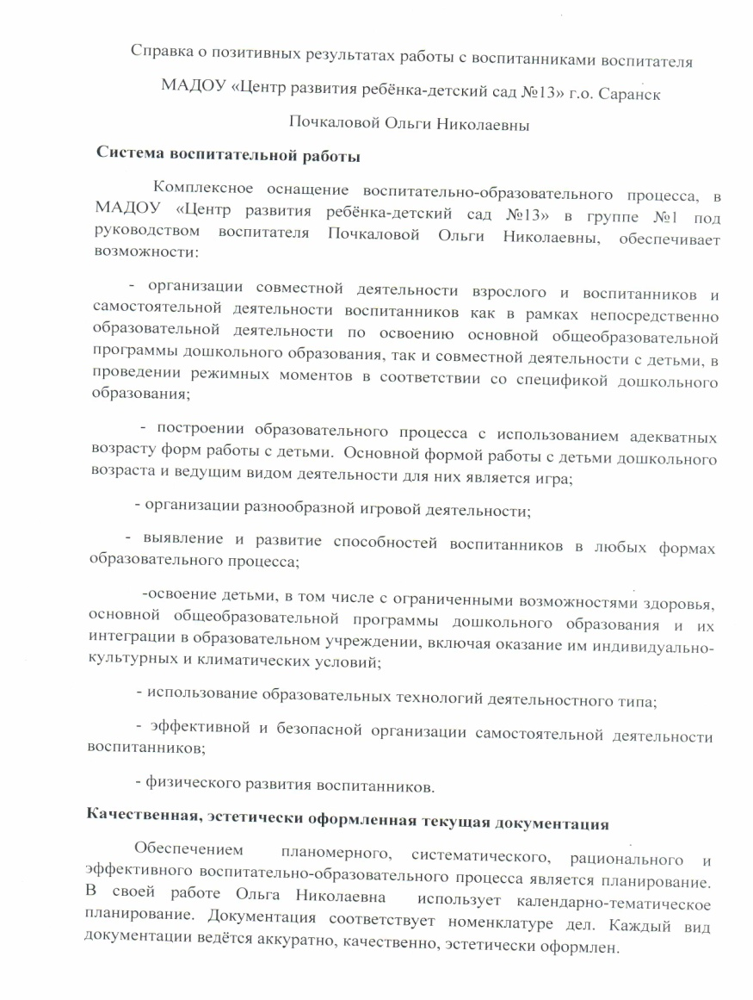 Справка о позитивных результатах работы с воспитанниками воспитателя
МАДОУ «Центр развития ребёнка-детский сад №13» г.о. Саранск
Почкаловой Ольги Николаевны
Система воспитательной работы
Комплексное оснащение воспитательно-образовательного процесса, в
МАДОУ «Центр развития ребёнка-детский сад №13» в группе №1 под
руководством воспитателя Почкаловой Ольги Николаевны, обеспечивает
возможности:
- организации совместной деятельности взрослого и воспитанников и
самостоятельной деятельности воспитанников как в рамках непосредственно
образовательной деятельности по освоению основной общеобразовательной
программы дошкольного образования, так и совместной деятельности с детьми, в
проведении режимных моментов в соответствии со спецификой дошкольного
образования;
- построении образовательного процесса с использованием адекватных
возрасту форм работы с детьми. Основной формой работы с детьми дошкольного
возраста и ведущим видом деятельности для них является игра;
- организации разнообразной игровой деятельности;
- выявление и развитие способностей воспитанников в любых формах
образовательного процесса;
-освоение детьми, в том числе с ограниченными возможностями здоровья,
основной общеобразовательной программы дошкольного образования и их
интеграции в образовательном учреждении, включая оказание им индивидуально-
культурных и климатических условий;
- использование образовательных технологий деятельностного типа;
- эффективной и безопасной организации самостоятельной деятельности
воспитанников;
- физического развития воспитанников.
Качественная, эстетически оформленная текущая документация
Обеспечением планомерного, систематического, рационального и
эффективного воспитательно-образовательного процесса является планирование.
В своей работе Ольга Николаевна использует календарно-тематическое
планирование. Документация соответствует номенклатуре дел. Каждый вид
документации ведётся аккуратно, качественно, эстетически оформлен.